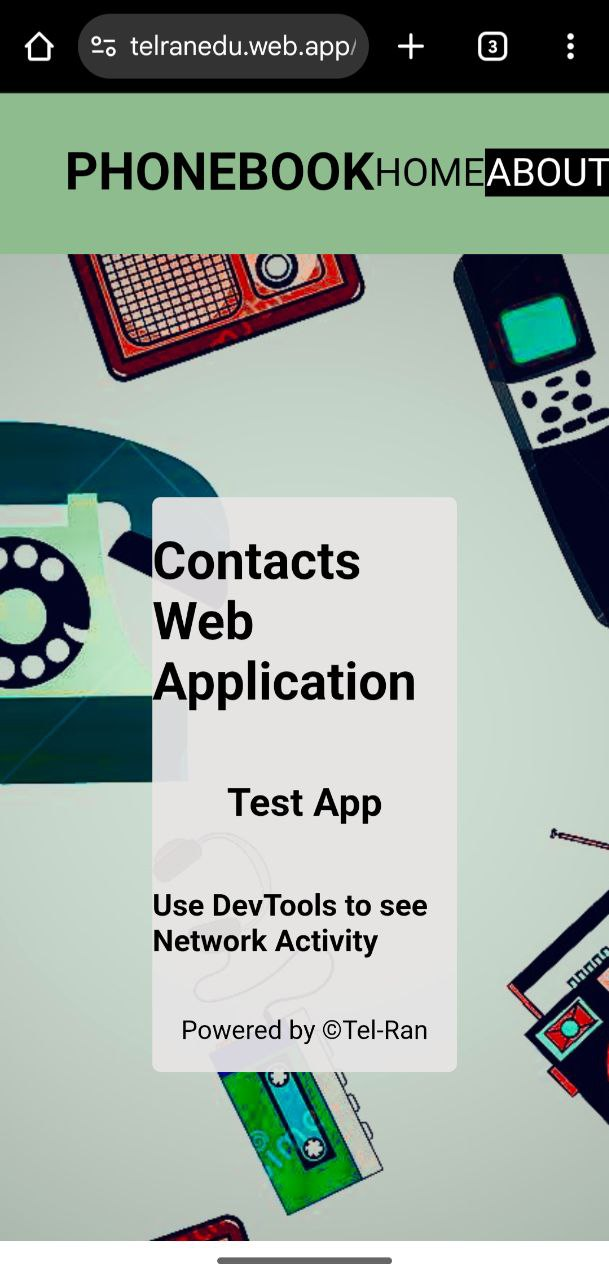 3
telranedu.web.app/
PHONEBOOK HOME ABOUT
Contacts
Web
Application
Test App
Use DevTools to see
Network Activity
Powered by ©Tel-Ran